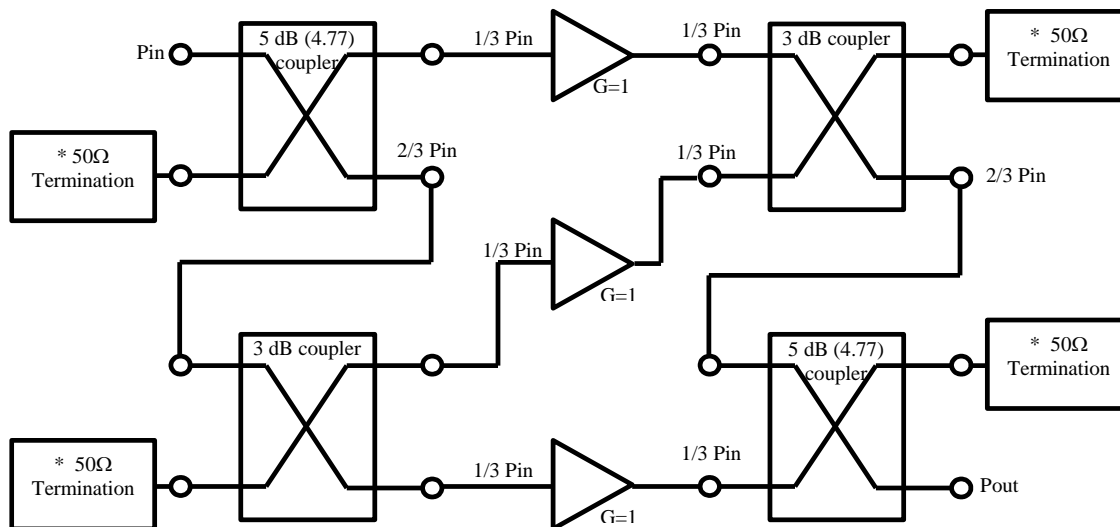 Pin
5 dB (4.77)
coupler
1/3 Pin
G=1
1/3 Pin
3 dB coupler
* 50Ω
Termination
* 50Ω
Termination
2/3 Pin
1/3 Pin
2/3 Pin
1/3 Pin
G=1
3 dB coupler
5 dB (4.77)
coupler
* 50Ω
Termination
* 50Ω
Termination
1/3 Pin
G=1
1/3 Pin
Pout